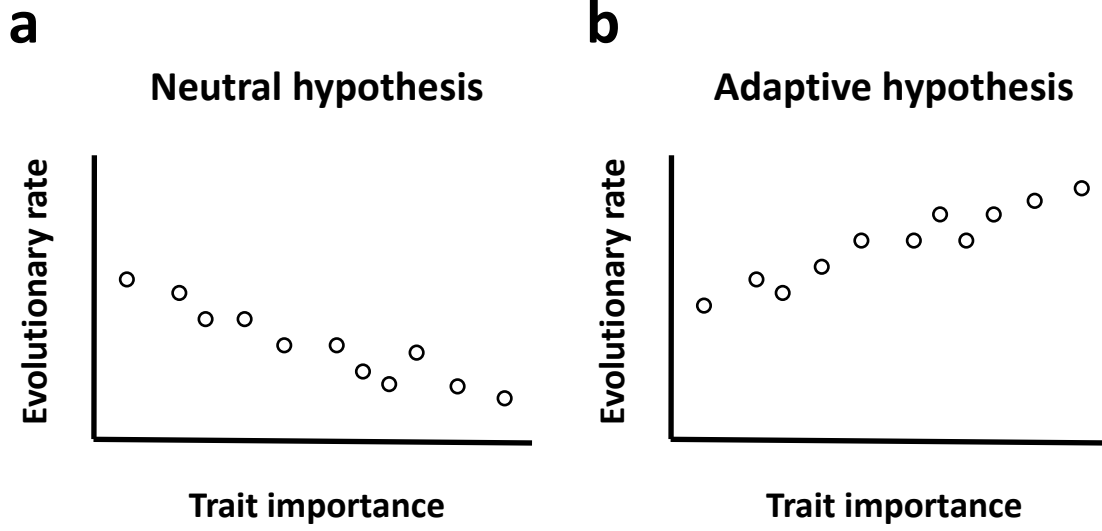 a
Neutral hypothesis
Evolutionary rate
Trait importance
b
Adaptive hypothesis
Evolutionary rate
Trait importance